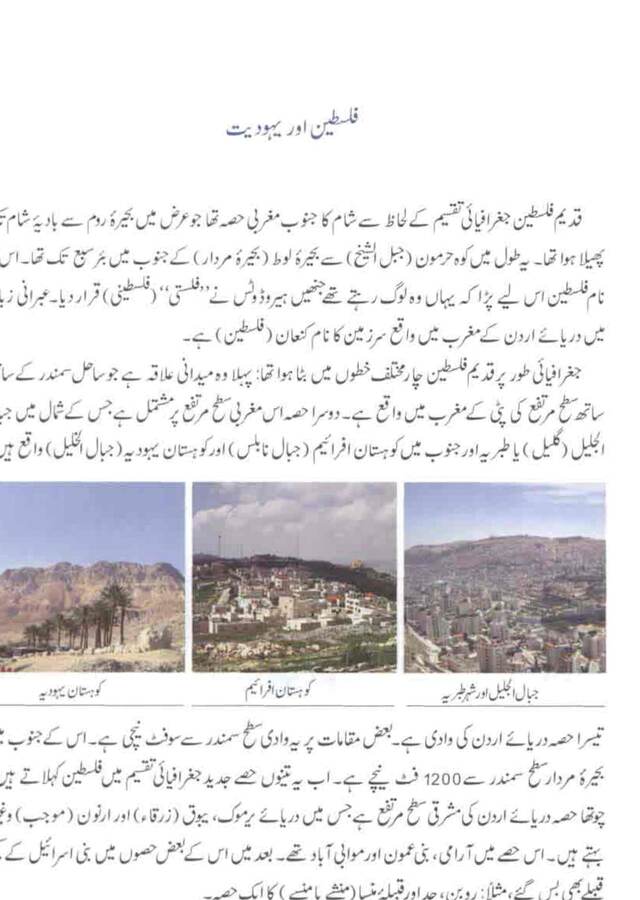 فلسطین اور یہودیت
قدیم فلسطین جغرافیائی تقسیم کے لحاظ سے شام کا جنوب مغربی حصہ تھا جو عرض میں بحیرۂ روم سے بادیۂ شام
پھیلا ہوا تھا۔ یہ طول میں کوہ حرمون (جبل الشیخ) سے بحیرۂ لوط (بحیرۂ مردار) کے جنوب میں بئر سبع تک تھا۔ اس
نام فلسطین اس لیے پڑا کہ یہاں وہ لوگ رہتے تھے جنھیں ہیروڈوٹس نے ’’فلستی‘‘ (فلسطینی) قرار دیا۔ عبرانی
میں دریائے اردن کے مغرب میں واقع سرزمین کا نام کنعان (فلسطین) ہے۔
جغرافیائی طور پر قدیم فلسطین چار مختلف خطوں میں بٹا ہوا تھا: پہلا وہ میدانی علاقہ ہے جو ساحل سمندر کے
ساتھ سطح مرتفع کی پٹی کے مغرب میں واقع ہے۔ دوسرا حصہ اس مغربی سطح مرتفع پر مشتمل ہے جس کے شمال میں
الجلیل (گلیل) یا طبریہ اور جنوب میں کوہستان افرائیم (جبال نابلس) اور کوہستان یہودیہ (جبال الخلیل) واقع ہیں
جبال الجلیل اور شہر طبریہ
کوہستان افرائیم
کوہستان یہودیہ
تیسرا حصہ دریائے اردن کی وادی ہے۔ بعض مقامات پر یہ وادی سطح سمندر سے سو فٹ نیچی ہے۔ اس کے جنوب
بحیرۂ مردار سطح سمندر سے 1200 فٹ نیچے ہے۔ اب یہ تینوں حصے جدید جغرافیائی تقسیم میں فلسطین کہلاتے ہیں
چوتھا حصہ دریائے اردن کی مشرقی سطح مرتفع ہے جس میں دریائے یرموک، یبوق (زرقاء) اور ارنون (موجب)
بہتے ہیں۔ اس حصے میں آرامی، بنی عمون اور موابی آباد تھے۔ بعد میں اس کے بعض حصوں میں بنی اسرائیل کے
قبیلے بھی بس گئے، مثلاً: روبن، جد اور قبیلۂ منسا (منشے یا منسے) کا ایک حصہ۔